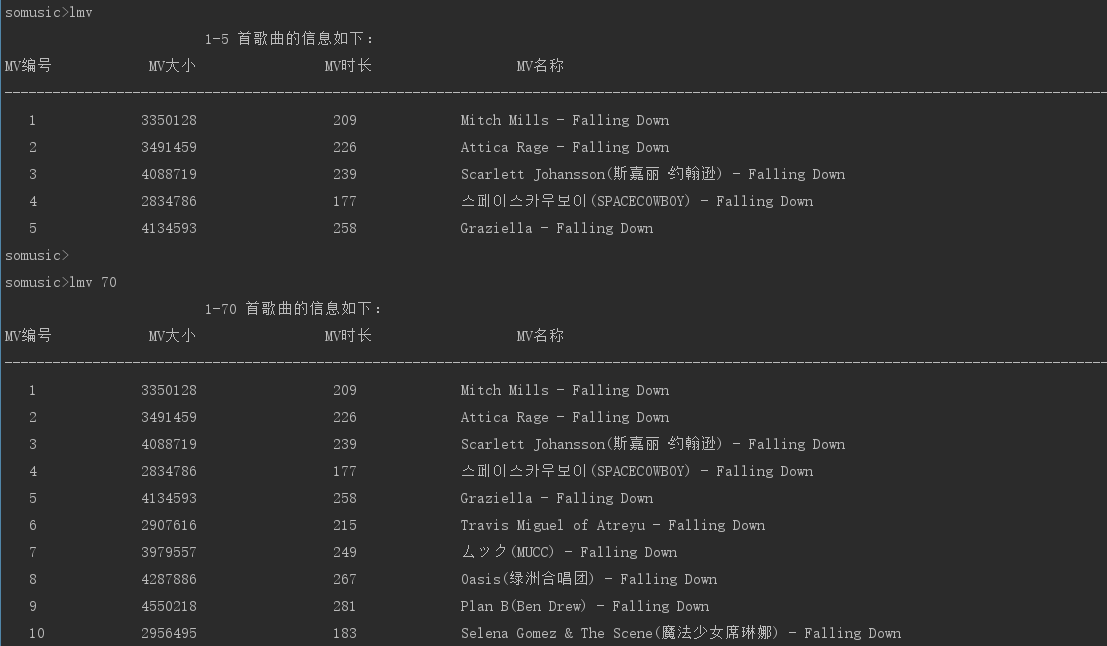 somusic>lmv
1-5 首歌曲的信息如下：
MV编号 MV大小 MV时长 MV名称
1 3350128 209 Mitch Mills - Falling Down
2 3491459 226 Attica Rage - Falling Down
3 4088719 239 Scarlett Johansson(斯嘉丽·约翰逊) - Falling Down
4 2834786 177 스페이스카우보이(SPACECOWBOY) - Falling Down
5 4134593 258 Graziella - Falling Down
somusic>
somusic>lmv 70
1-70 首歌曲的信息如下：
MV编号 MV大小 MV时长 MV名称
1 3350128 209 Mitch Mills - Falling Down
2 3491459 226 Attica Rage - Falling Down
3 4088719 239 Scarlett Johansson(斯嘉丽·约翰逊) - Falling Down
4 2834786 177 스페이스카우보이(SPACECOWBOY) - Falling Down
5 4134593 258 Graziella - Falling Down
6 2907616 215 Travis Miguel of Atreyu - Falling Down
7 3979557 249 ムック(MUCC) - Falling Down
8 4287886 267 Oasis(绿洲合唱团) - Falling Down
9 4550218 281 Plan B(Ben Drew) - Falling Down
10 2956495 183 Selena Gomez & The Scene(魔法少女席琳娜) - Falling Down